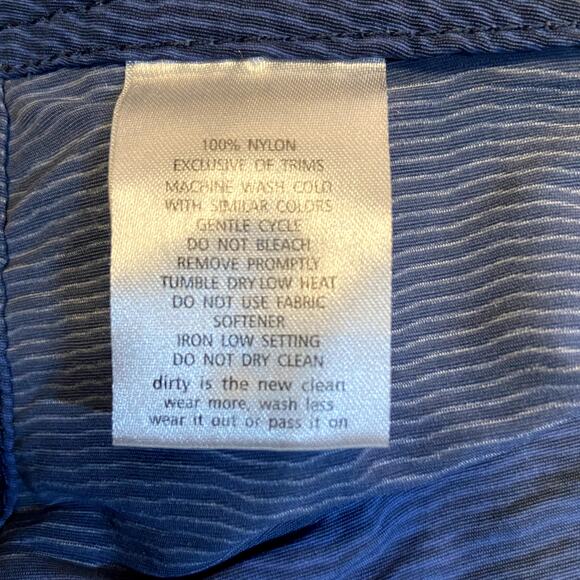 100% NYLON
EXCLUSIVE OF TRIMS
MACHINE WASH COLD
WITH SIMILAR COLORS
GENTLE CYCLE
DO NOT BLEACH
REMOVE PROMPTLY
TUMBLE DRY LOW HEAT
DO NOT USE FABRIC
SOFTENER
IRON LOW SETTING
DO NOT DRY CLEAN
dirty is the new clean
wear more, wash less
wear it out or pass it on